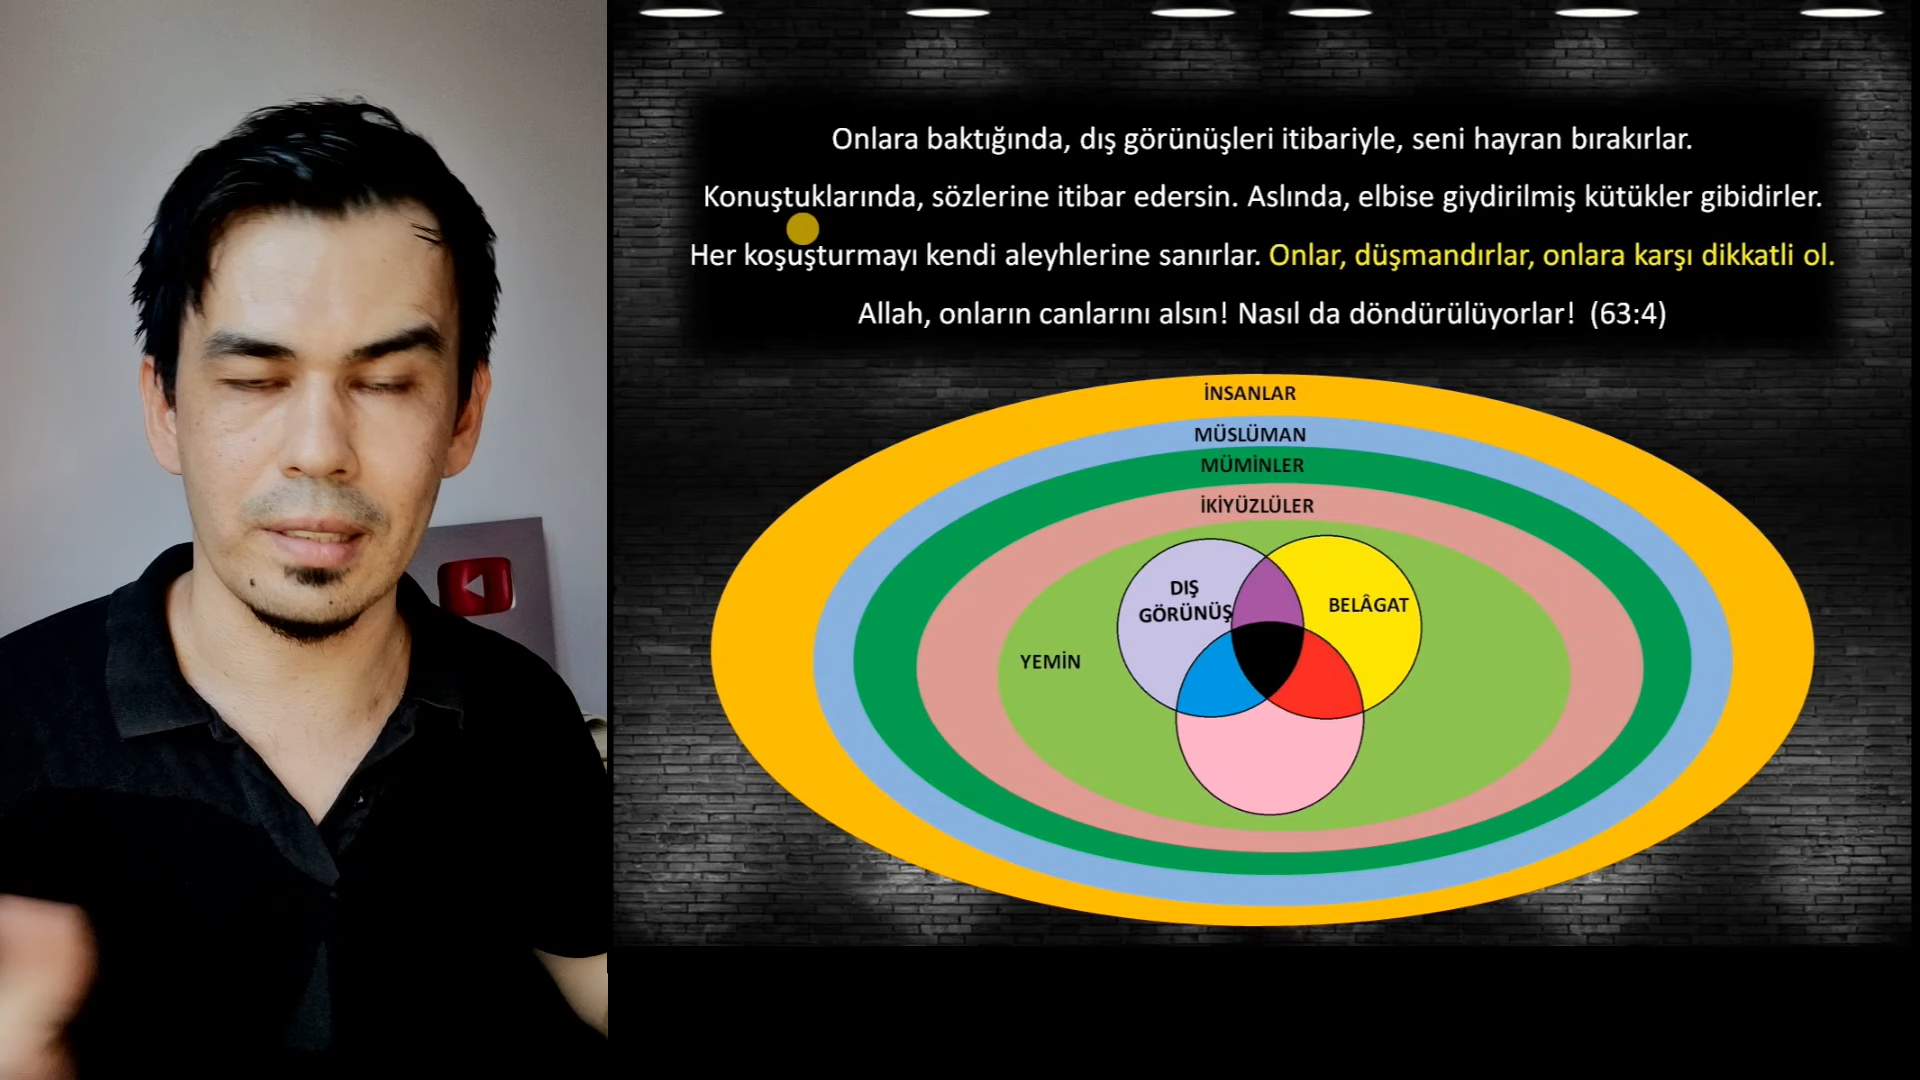 Onlara baktığında, dış görünüşleri itibariyle, seni hayran bırakırlar.
Konuştuklarında, sözlerine itibar edersin. Aslında, elbise giydirilmiş kütükler gibidirler.
Her koşuşturmayı kendi aleyhlerine sanırlar. Onlar, düşmandırlar, onlara karşı dikkatli ol.
Allah, onların canlarını alsın! Nasıl da döndürülüyorlar! (63:4)
İNSANLAR
MÜSLÜMAN
MÜMİNLER
İKİYÜZLÜLER
DIŞ
GÖRÜNÜŞ
BELÂGAT
YEMİN